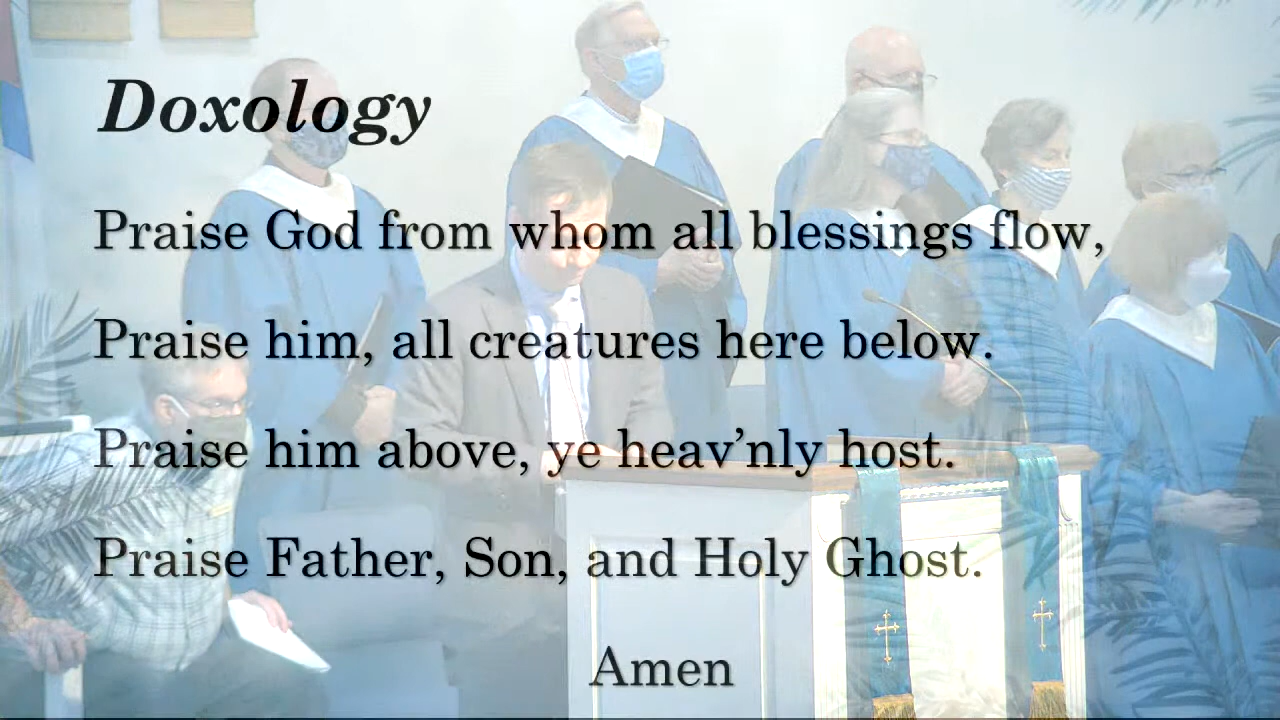 Doxology
Praise God from whom all blessings flow,
Praise him, all creatures here below.
Praise him above, ye heav’nly host.
Praise Father, Son, and Holy Ghost.
Amen